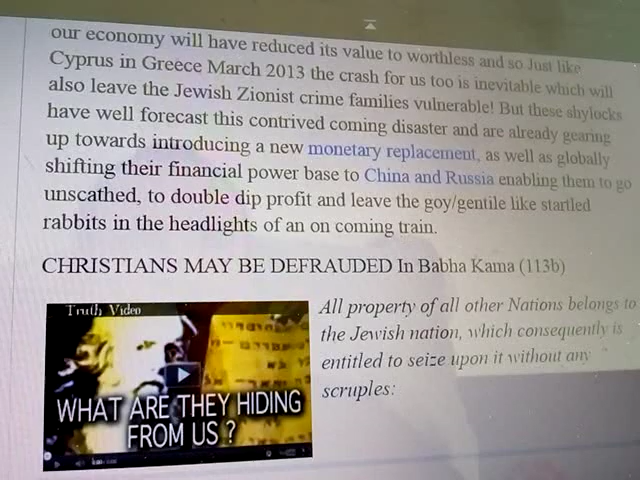 our economy will have reduced its value to worthless and so Just like
Cyprus in Greece March 2013 the crash for us too is inevitable which will
also leave the Jewish Zionist crime families vulnerable! But these shylocks
have well forecast this contrived coming disaster and are already gearing
up towards introducing a new monetary replacement, as well as globally
shifting their financial power base to China and Russia enabling them to go
unscathed, to double dip profit and leave the goy/gentile like startled
rabbits in the headlights of an on coming train.
CHRISTIANS MAY BE DEFRAUDED In Babha Kama (113b)
Truth Video
WHAT ARE THEY HIDING
FROM US ?
All property of all other Nations belongs to
the Jewish nation, which consequently is
entitled to seize upon it without any
scruples: